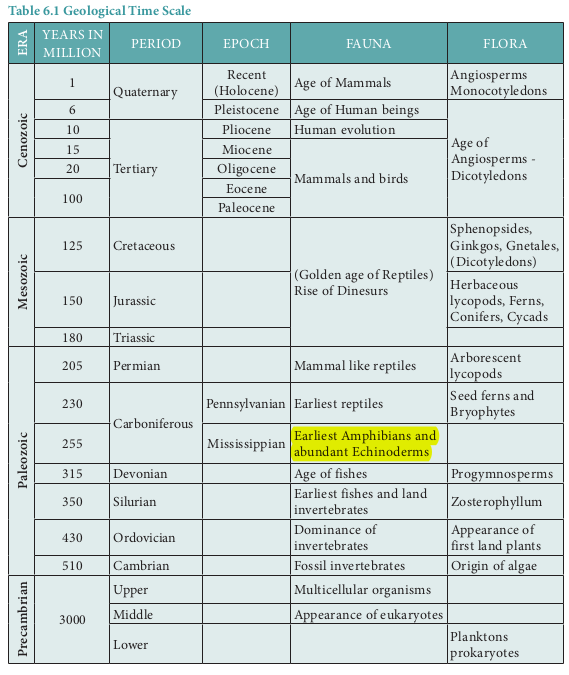 Table 6.1 Geological Time Scale
ERA
YEARS IN
MILLION
PERIOD
EPOCH
FAUNA
FLORA
Cenozoic
1
Quaternary
Recent
(Holocene)
Age of Mammals
Angiosperms
Monocotyledons
6
Pleistocene
Age of Human beings
Age of
Angiosperms -
Dicotyledons
10
Tertiary
Pliocene
Human evolution
15
Miocene
Mammals and birds
20
Oligocene
100
Eocene
Paleocene
Mesozoic
125
Cretaceous
(Golden age of Reptiles)
Rise of Dinesurs
Sphenopsides,
Ginkgos, Gnetales,
(Dicotyledons)
150
Jurassic
Herbaceous
lycopods, Ferns,
Conifers, Cycads
180
Triassic
Paleozoic
205
Permian
Mammal like reptiles
Arborescent
lycopods
230
Carboniferous
Pennsylvanian
Earliest reptiles
Seed ferns and
Bryophytes
255
Mississippian
Earliest Amphibians and
abundant Echinoderms
315
Devonian
Age of fishes
Progymnosperms
350
Silurian
Earliest fishes and land
invertebrates
Zosterophyllum
430
Ordovician
Dominance of
invertebrates
Appearance of
first land plants
510
Cambrian
Fossil invertebrates
Origin of algae
Precambrian
3000
Upper
Multicellular organisms
Middle
Appearance of eukaryotes
Lower
Planktons
prokaryotes